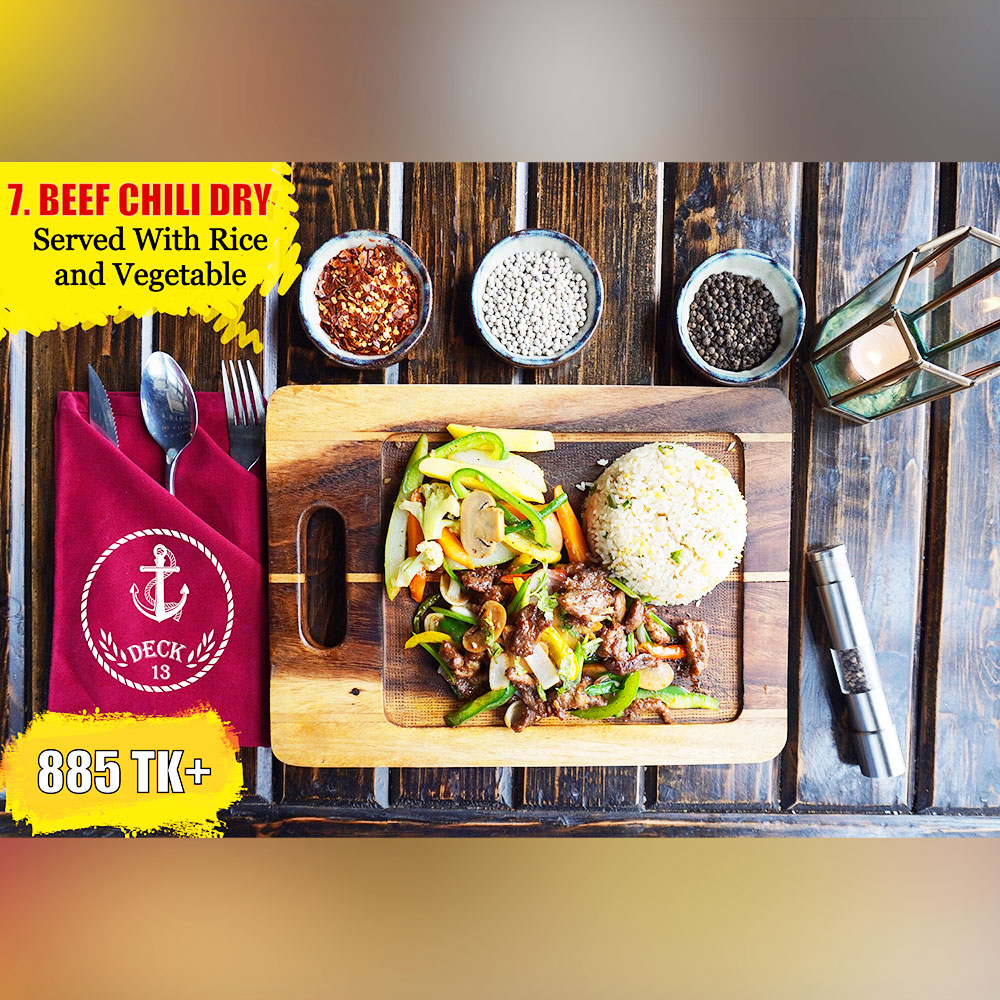 7. BEEF CHILI DRY
Served With Rice
and Vegetable
DECK
13
885 TK+